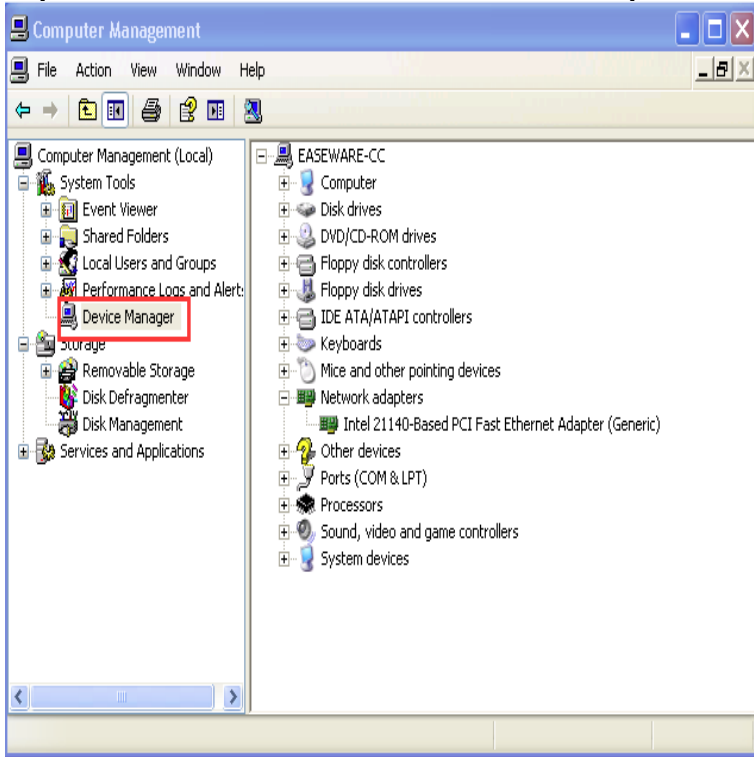 Computer Management
File Action View Window Help
Computer Management (Local)
System Tools
Event Viewer
Shared Folders
Local Users and Groups
Performance Logs and Alert:
Device Manager
Storage
Removable Storage
Disk Defragmenter
Disk Management
Services and Applications
EASEWARE-CC
Computer
Disk drives
DVD/CD-ROM drives
Floppy disk controllers
Floppy disk drives
IDE ATA/ATAPI controllers
Keyboards
Mice and other pointing devices
Network adapters
Intel 21140-Based PCI Fast Ethernet Adapter (Generic)
Other devices
Ports (COM & LPT)
Processors
Sound, video and game controllers
System devices